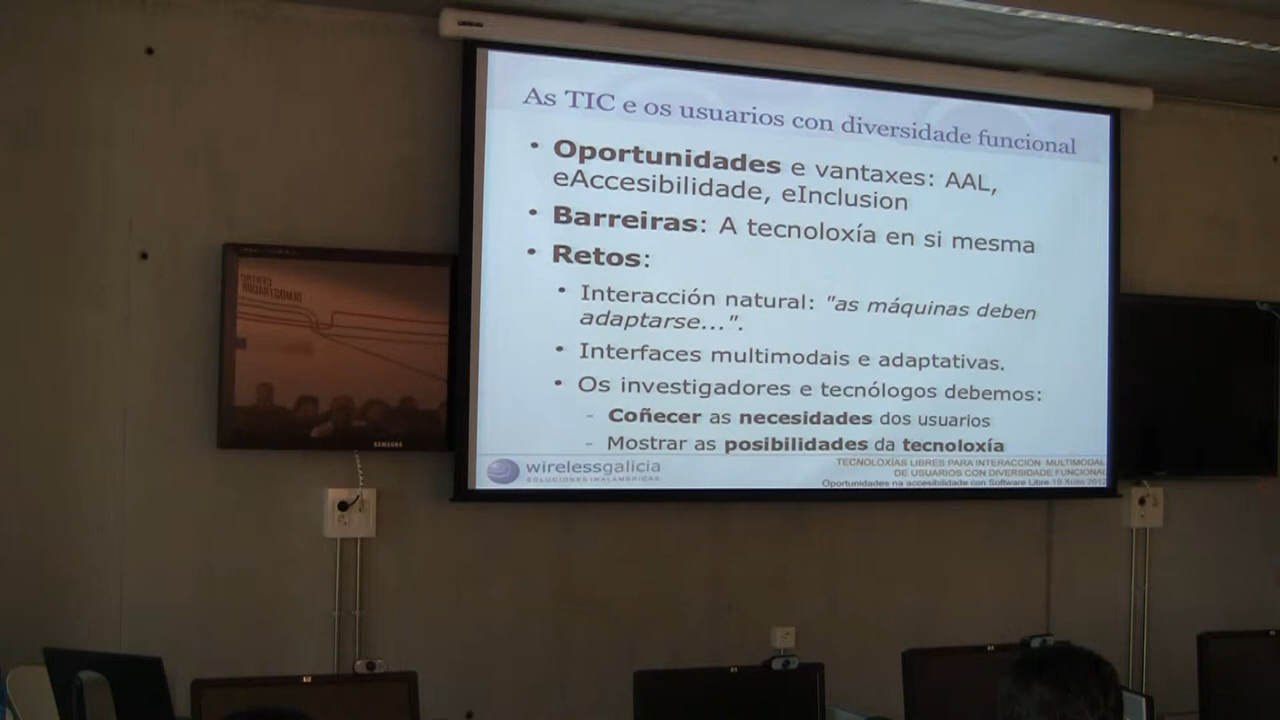 As TIC e os usuarios con diversidade funcional
• Oportunidades e vantaxes: AAL,
eAccesibilidade, eInclusion
• Barreiras: A tecnoloxía en si mesma
• Retos:
• Interacción natural: "as máquinas deben
adaptarse...".
• Interfaces multimodais e adaptativas.
• Os investigadores e tecnólogos debemos:
- Coñecer as necesidades dos usuarios
- Mostrar as posibilidades da tecnoloxía
wirelessgalicia
SOLUCIONES INALAMBRICAS
TECNOLOXÍAS LIBRES PARA INTERACCIÓN MULTIMODAL
DE USUARIOS CON DIVERSIDADE FUNCIONAL
Oportunidades na accesibilidade con Software Libre 19 Xullo 2012
CENTRO
DEMOSTRADOR
SAMSUNG